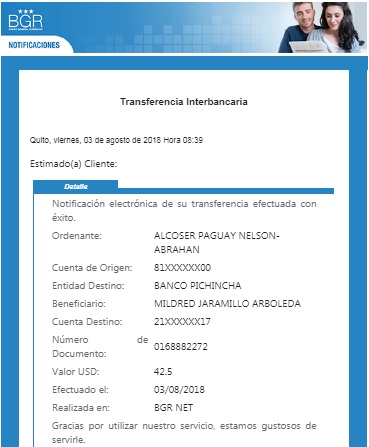 BGR
BANCO GENERAL RUMIÑAHUI
NOTIFICACIONES
Transferencia Interbancaria
Quito, viernes, 03 de agosto de 2018 Hora 08:39
Estimado(a) Cliente:
Detalle
Notificación electrónica de su transferencia efectuada con
éxito.
Ordenante: ALCOSER PAGUAY NELSON-
ABRAHAN
Cuenta de Origen: 81XXXXXX00
Entidad Destino: BANCO PICHINCHA
Beneficiario: MILDRED JARAMILLO ARBOLEDA
Cuenta Destino: 21XXXXXX17
Número de
Documento: 0168882272
Valor USD: 42.5
Efectuado el: 03/08/2018
Realizada en: BGR NET
Gracias por utilizar nuestro servicio, estamos gustosos de
servirle.